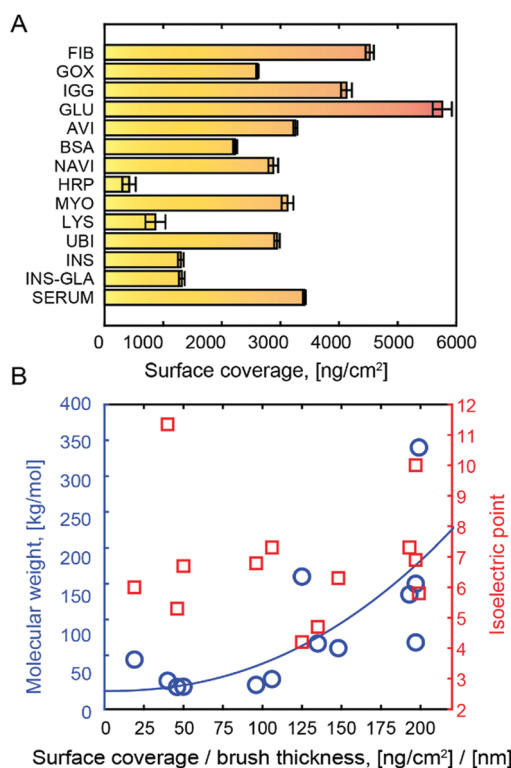 A
FIB
GOX
IGG
GLU
AVI
BSA
NAVI
HRP
MYO
LYS
UBI
INS
INS-GLA
SERUM
0 1000 2000 3000 4000 5000 6000
Surface coverage, [ng/cm²]
B
400
350
300
250
200
150
100
50
0
Molecular weight, [kg/mol]
12
11
10
9
8
7
6
5
4
3
2
Isoelectric point
0 25 50 75 100 125 150 175 200
Surface coverage / brush thickness, [ng/cm²] / [nm]